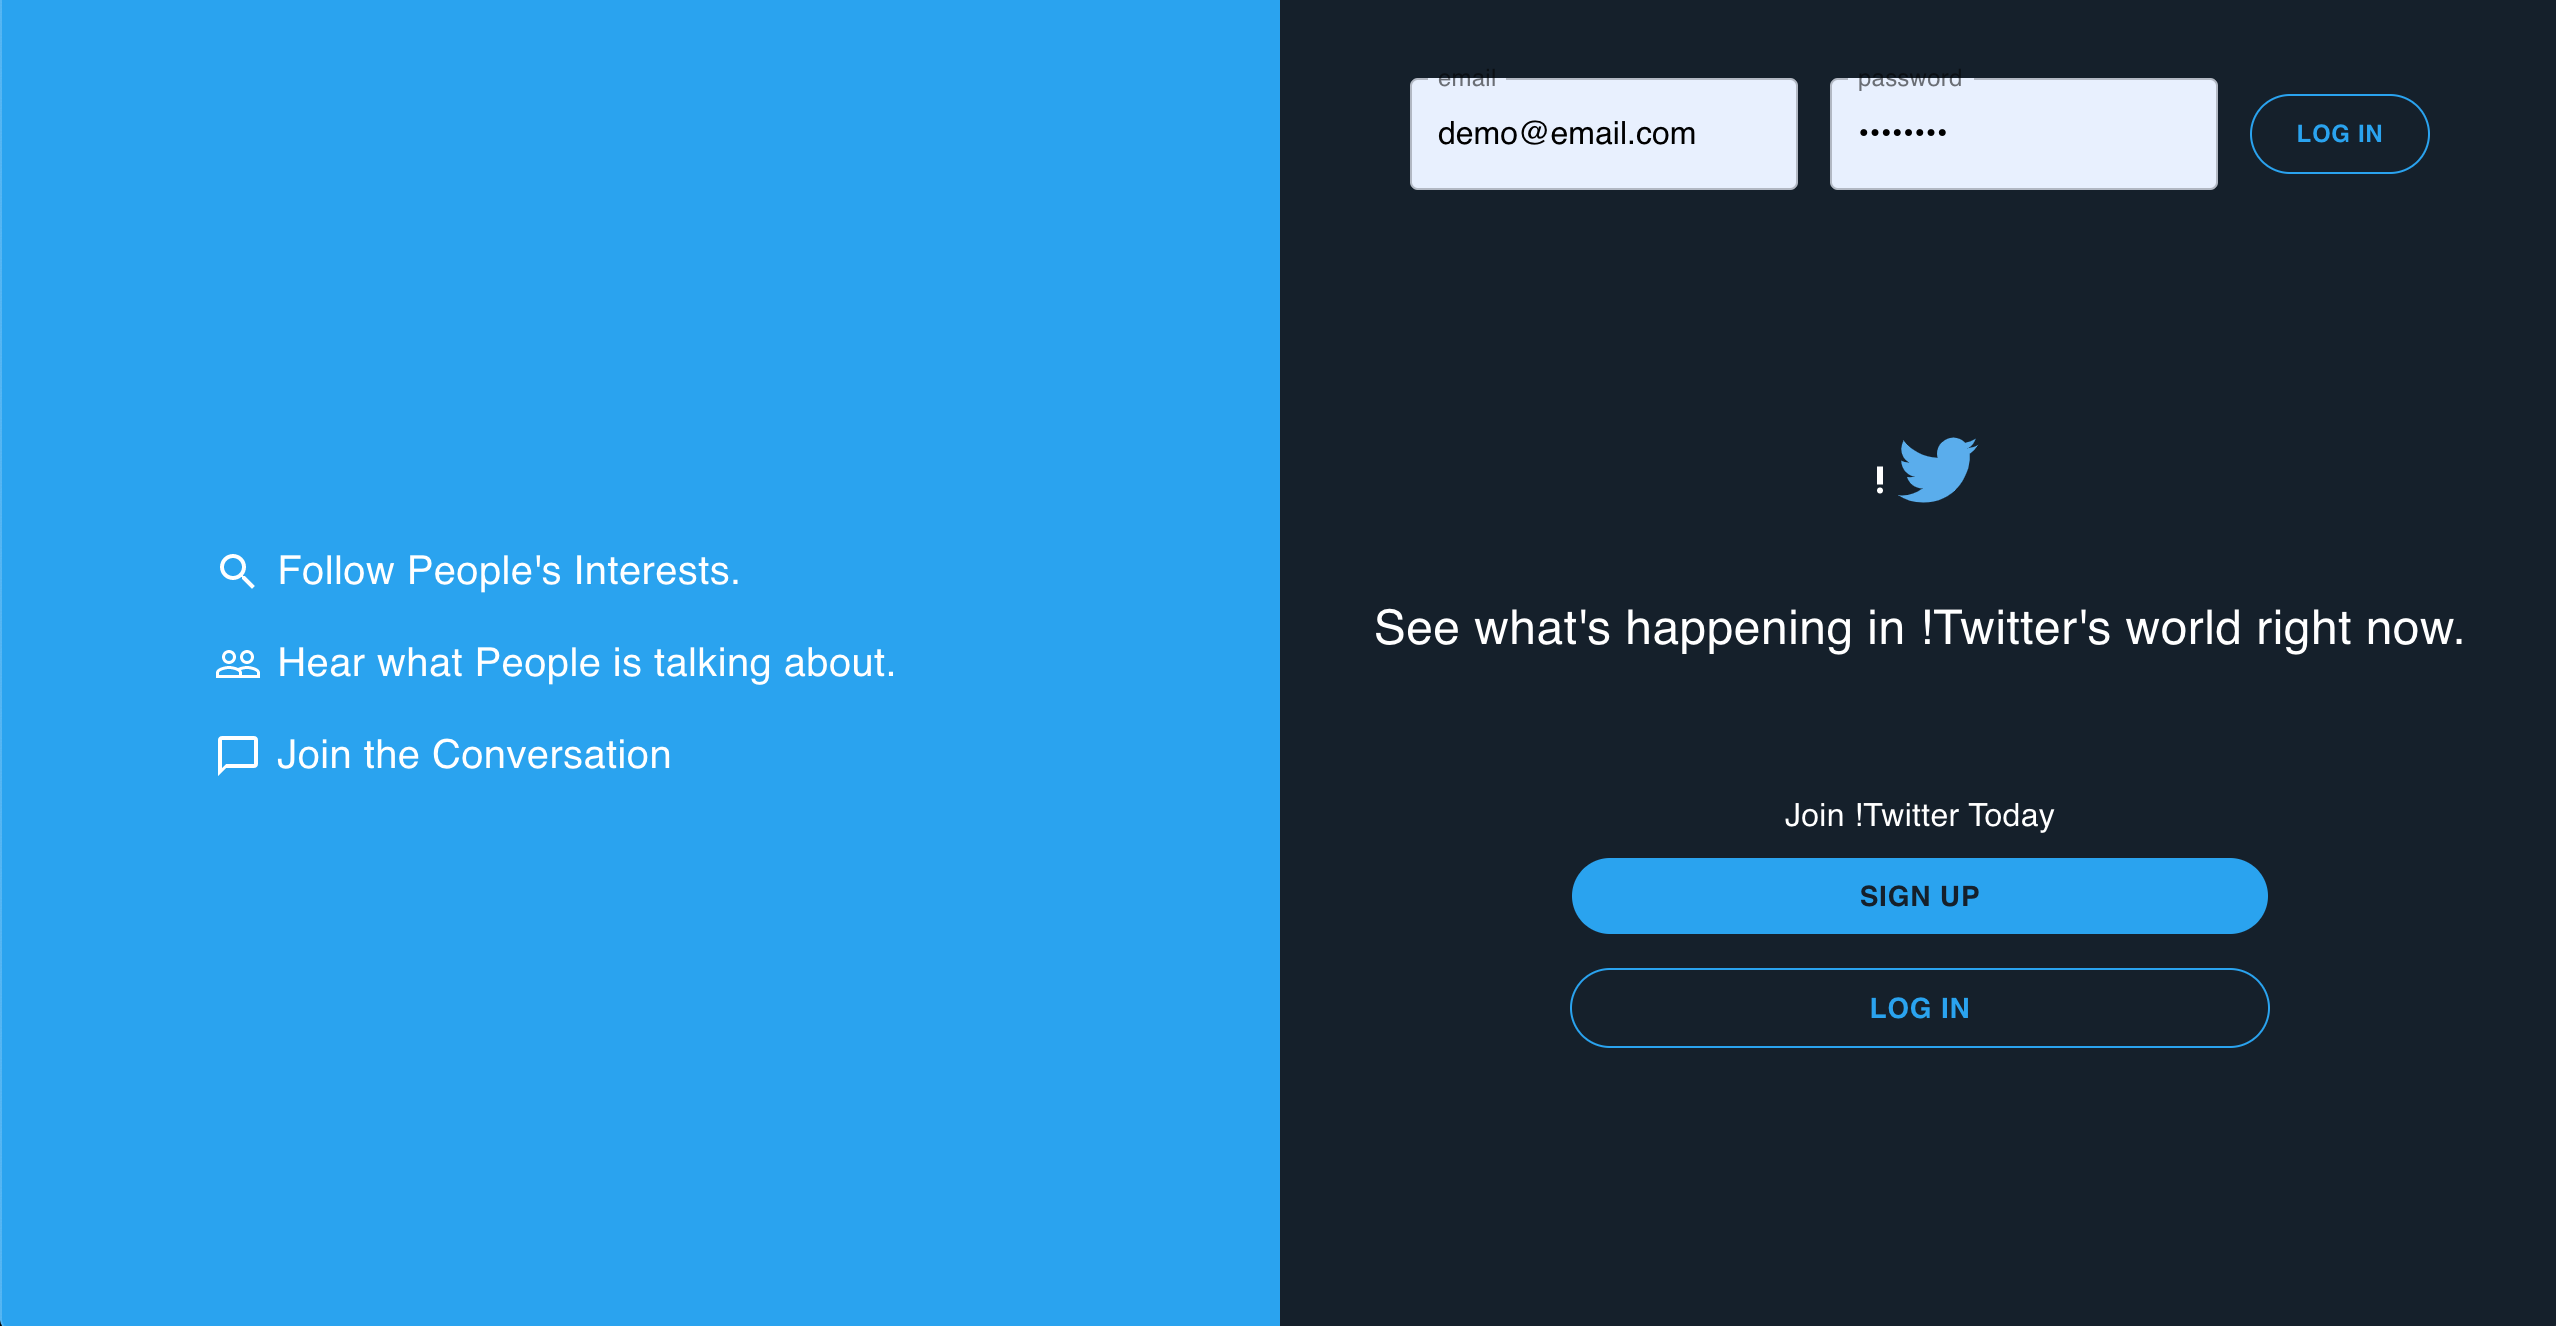 Follow People's Interests.
Hear what People is talking about.
Join the Conversation
email
demo@email.com
password
••••••••
LOG IN
!
See what's happening in !Twitter's world right now.
Join !Twitter Today
SIGN UP
LOG IN